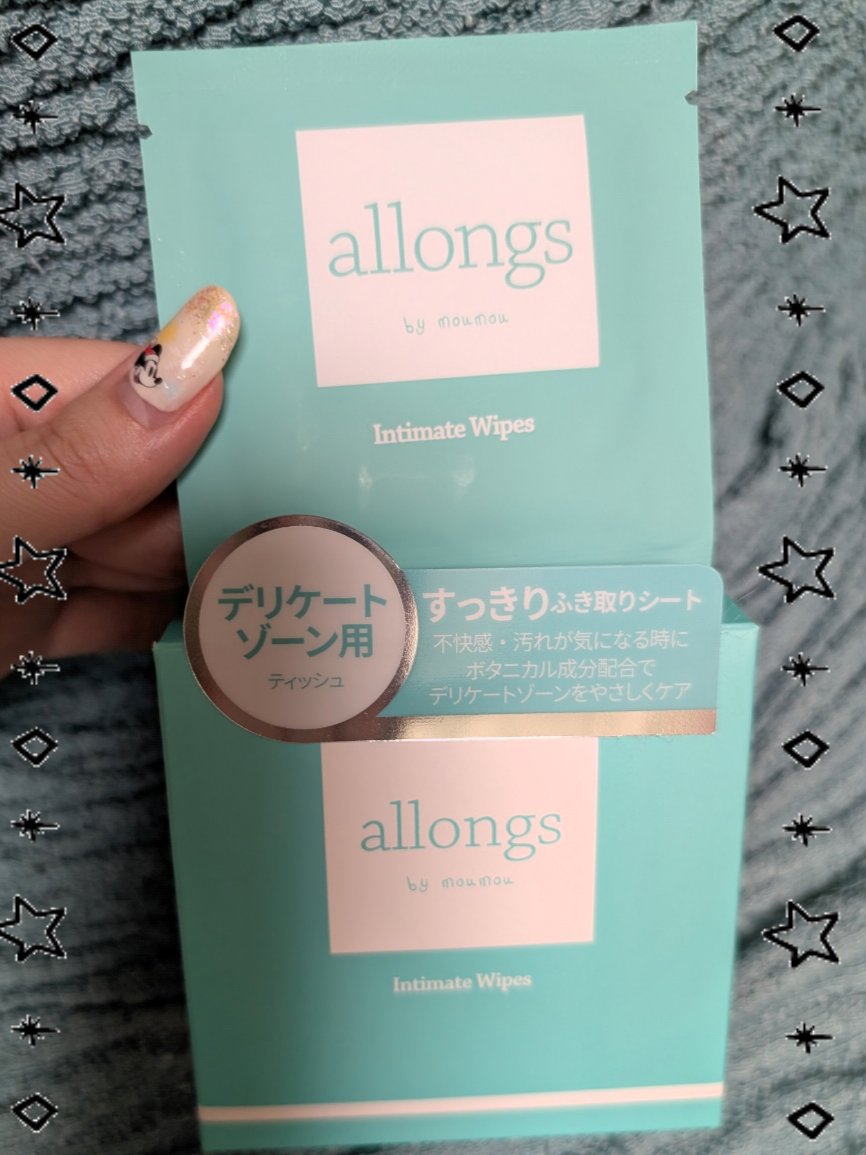 allongs
by moumou
Intimate Wipes
デリケート
ゾーン用
ティッシュ
すっきりふき取りシート
不快感・汚れが気になる時に
ボタニカル成分配合で
デリケートゾーンをやさしくケア
allongs
by moumou
Intimate Wipes